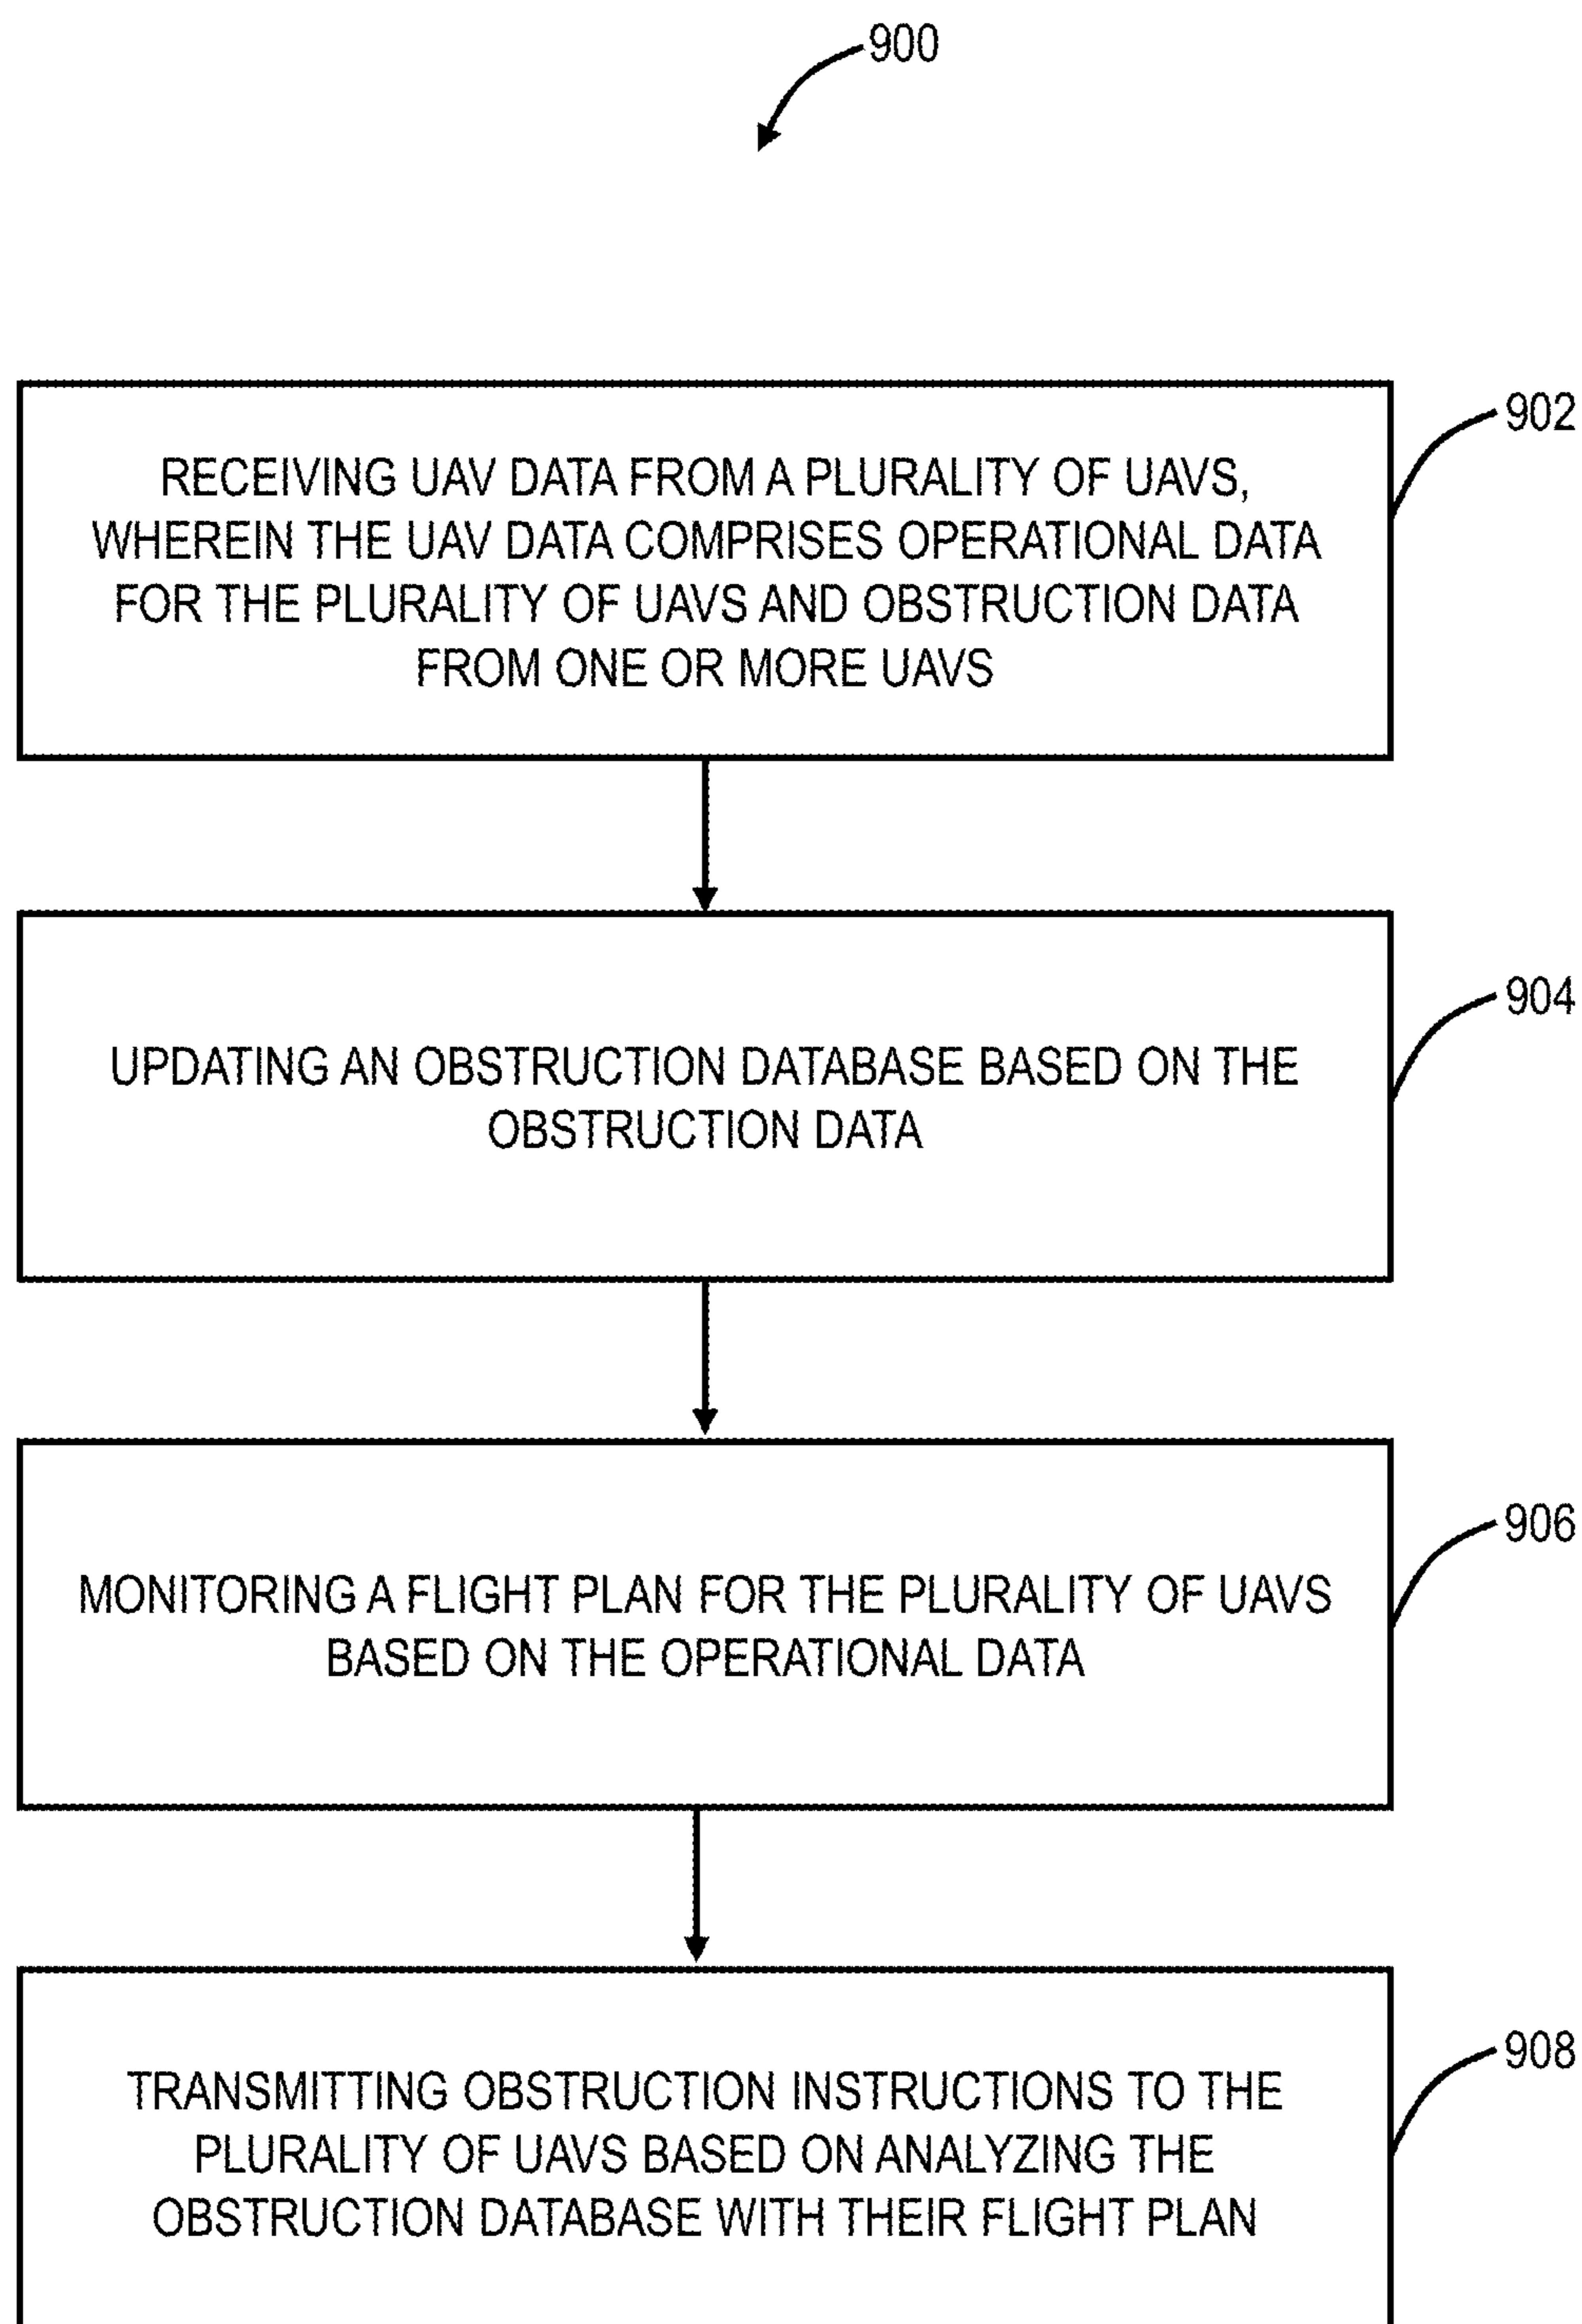 900
RECEIVING UAV DATA FROM A PLURALITY OF UAVS,
WHEREIN THE UAV DATA COMPRISES OPERATIONAL DATA
FOR THE PLURALITY OF UAVS AND OBSTRUCTION DATA
FROM ONE OR MORE UAVS
902
UPDATING AN OBSTRUCTION DATABASE BASED ON THE
OBSTRUCTION DATA
904
MONITORING A FLIGHT PLAN FOR THE PLURALITY OF UAVS
BASED ON THE OPERATIONAL DATA
906
TRANSMITTING OBSTRUCTION INSTRUCTIONS TO THE
PLURALITY OF UAVS BASED ON ANALYZING THE
OBSTRUCTION DATABASE WITH THEIR FLIGHT PLAN
908